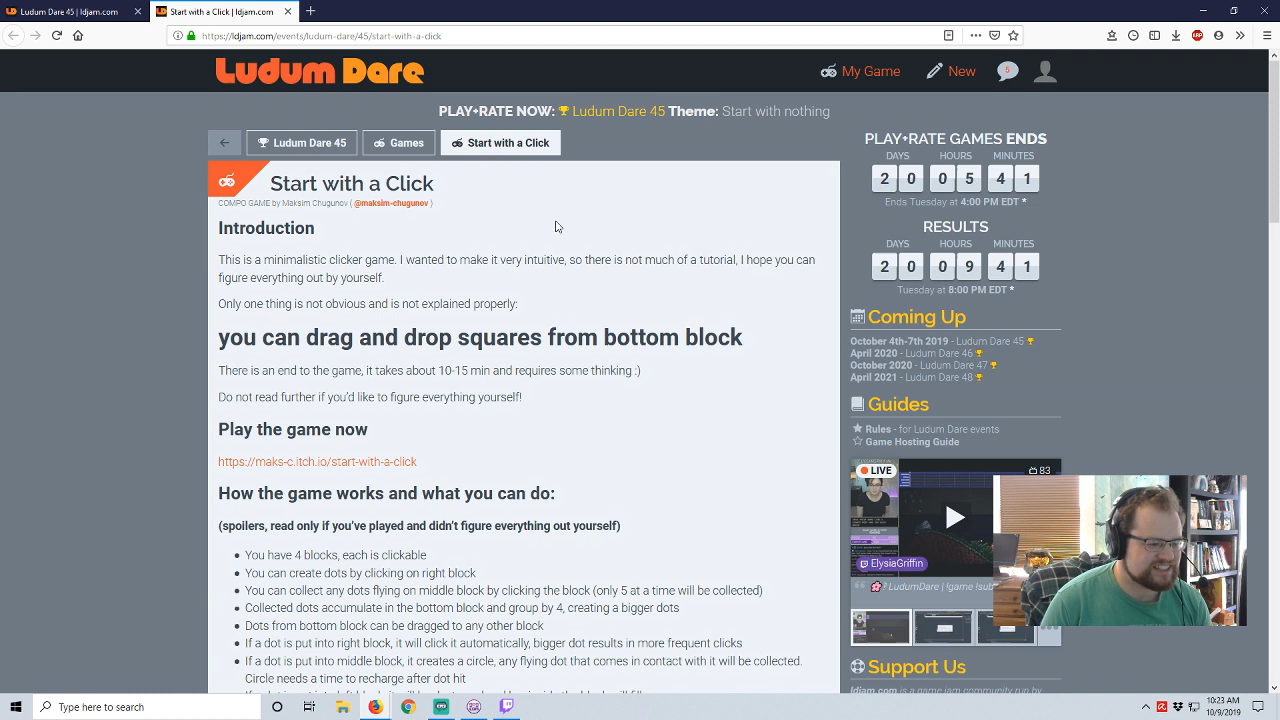 Ludum Dare 45 | ldjam.com
Start with a Click | ldjam.com
https://ldjam.com/events/ludum-dare/45/start-with-a-click
Ludum Dare
My Game
New
5
PLAY+RATE NOW: Ludum Dare 45 Theme: Start with nothing
Ludum Dare 45
Games
Start with a Click
Start with a Click
COMPO GAME by Maksim Chugunov ( @maksim-chugunov )
Introduction
This is a minimalistic clicker game. I wanted to make it very intuitive, so there is not much of a tutorial, I hope you can
figure everything out by yourself.
Only one thing is not obvious and is not explained properly:
you can drag and drop squares from bottom block
There is an end to the game, it takes about 10-15 min and requires some thinking :)
Do not read further if you'd like to figure everything yourself!
Play the game now
https://maks-c.itch.io/start-with-a-click
How the game works and what you can do:
(spoilers, read only if you've played and didn't figure everything out yourself)
You have 4 blocks, each is clickable
You can create dots by clicking on right block
You can collect any dots flying on middle block by clicking the block (only 5 at a time will be collected)
Collected dots accumulate in the bottom block and group by 4, creating a bigger dots
Dots from bottom block can be dragged to any other block
If a dot is put into right block, it will click it automatically, bigger dot results in more frequent clicks
If a dot is put into middle block, it creates a circle, any flying dot that comes in contact with it will be collected.
Circle needs a time to recharge after dot hit
PLAY+RATE GAMES ENDS
DAYS HOURS MINUTES
2 0 0 5 4 1
Ends Tuesday at 4:00 PM EDT *
RESULTS
DAYS HOURS MINUTES
2 0 0 9 4 1
Tuesday at 8:00 PM EDT *
Coming Up
October 4th-7th 2019 - Ludum Dare 45
April 2020 - Ludum Dare 46
October 2020 - Ludum Dare 47
April 2021 - Ludum Dare 48
Guides
Rules - for Ludum Dare events
Game Hosting Guide
LIVE
83
ElysiaGriffin
LudumDare | !game !sub
Support Us
ldjam.com is a game jam community run by
Type here to search
10:23 AM
10/9/2019